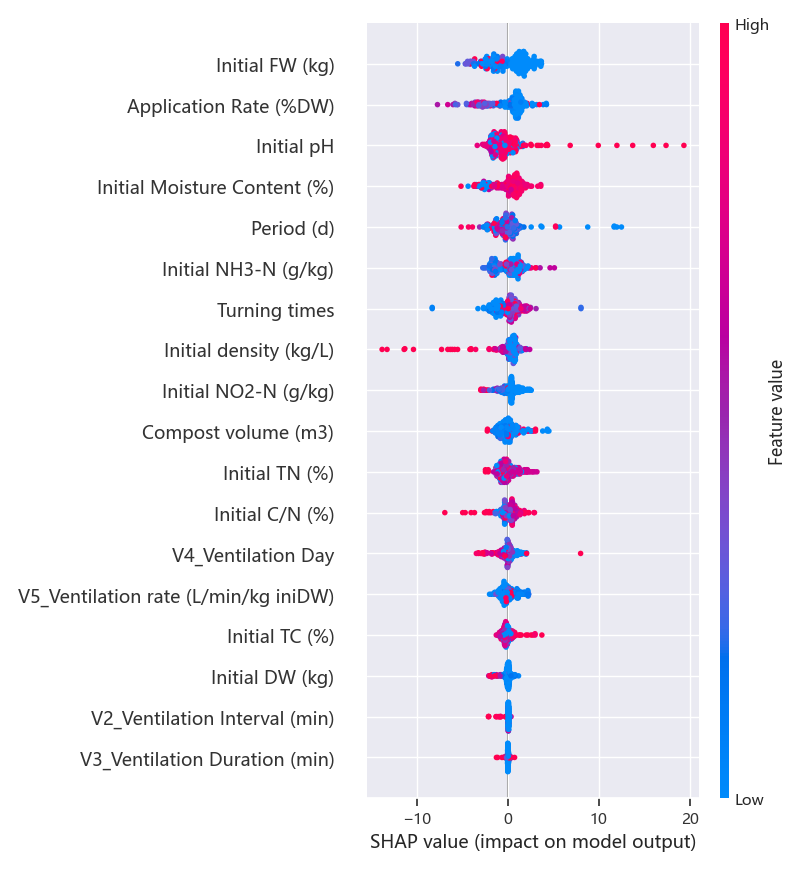 High
Initial FW (kg)
Application Rate (%DW)
Initial pH
Initial Moisture Content (%)
Period (d)
Initial NH3-N (g/kg)
Turning times
Initial density (kg/L)
Initial NO2-N (g/kg)
Compost volume (m3)
Initial TN (%)
Initial C/N (%)
V4_Ventilation Day
V5_Ventilation rate (L/min/kg iniDW)
Initial TC (%)
Initial DW (kg)
V2_Ventilation Interval (min)
V3_Ventilation Duration (min)
Feature value
Low
−10 0 10 20
SHAP value (impact on model output)